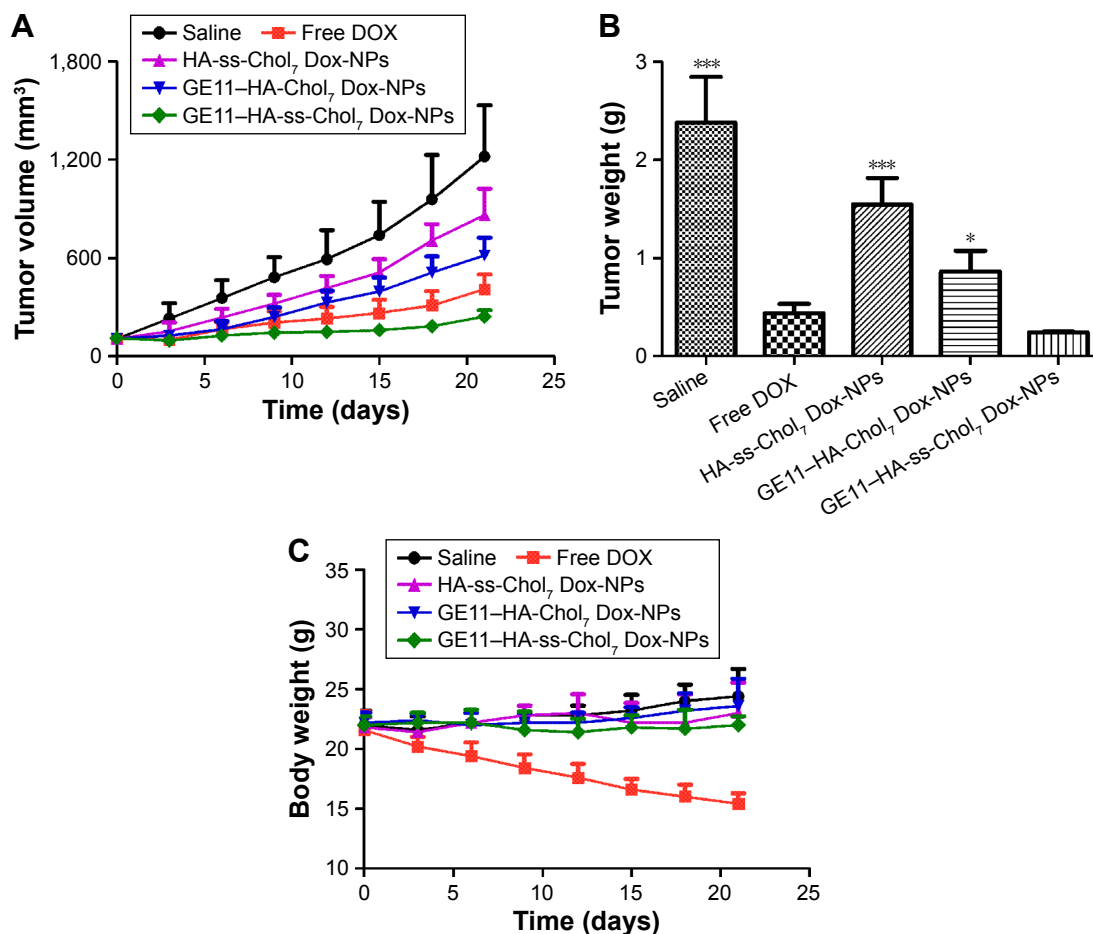 A
Saline Free DOX
HA-ss-Chol₇ Dox-NPs
GE11–HA-Chol₇ Dox-NPs
GE11–HA-ss-Chol₇ Dox-NPs
Tumor volume (mm³)
1,800
1,200
600
0
0 5 10 15 20 25
Time (days)
B
Tumor weight (g)
3
2
1
0
***
***
*
Saline
Free DOX
HA-ss-Chol₇ Dox-NPs
GE11–HA-Chol₇ Dox-NPs
GE11–HA-ss-Chol₇ Dox-NPs
C
Saline Free DOX
HA-ss-Chol₇ Dox-NPs
GE11–HA-Chol₇ Dox-NPs
GE11–HA-ss-Chol₇ Dox-NPs
Body weight (g)
35
30
25
20
15
10
0 5 10 15 20 25
Time (days)